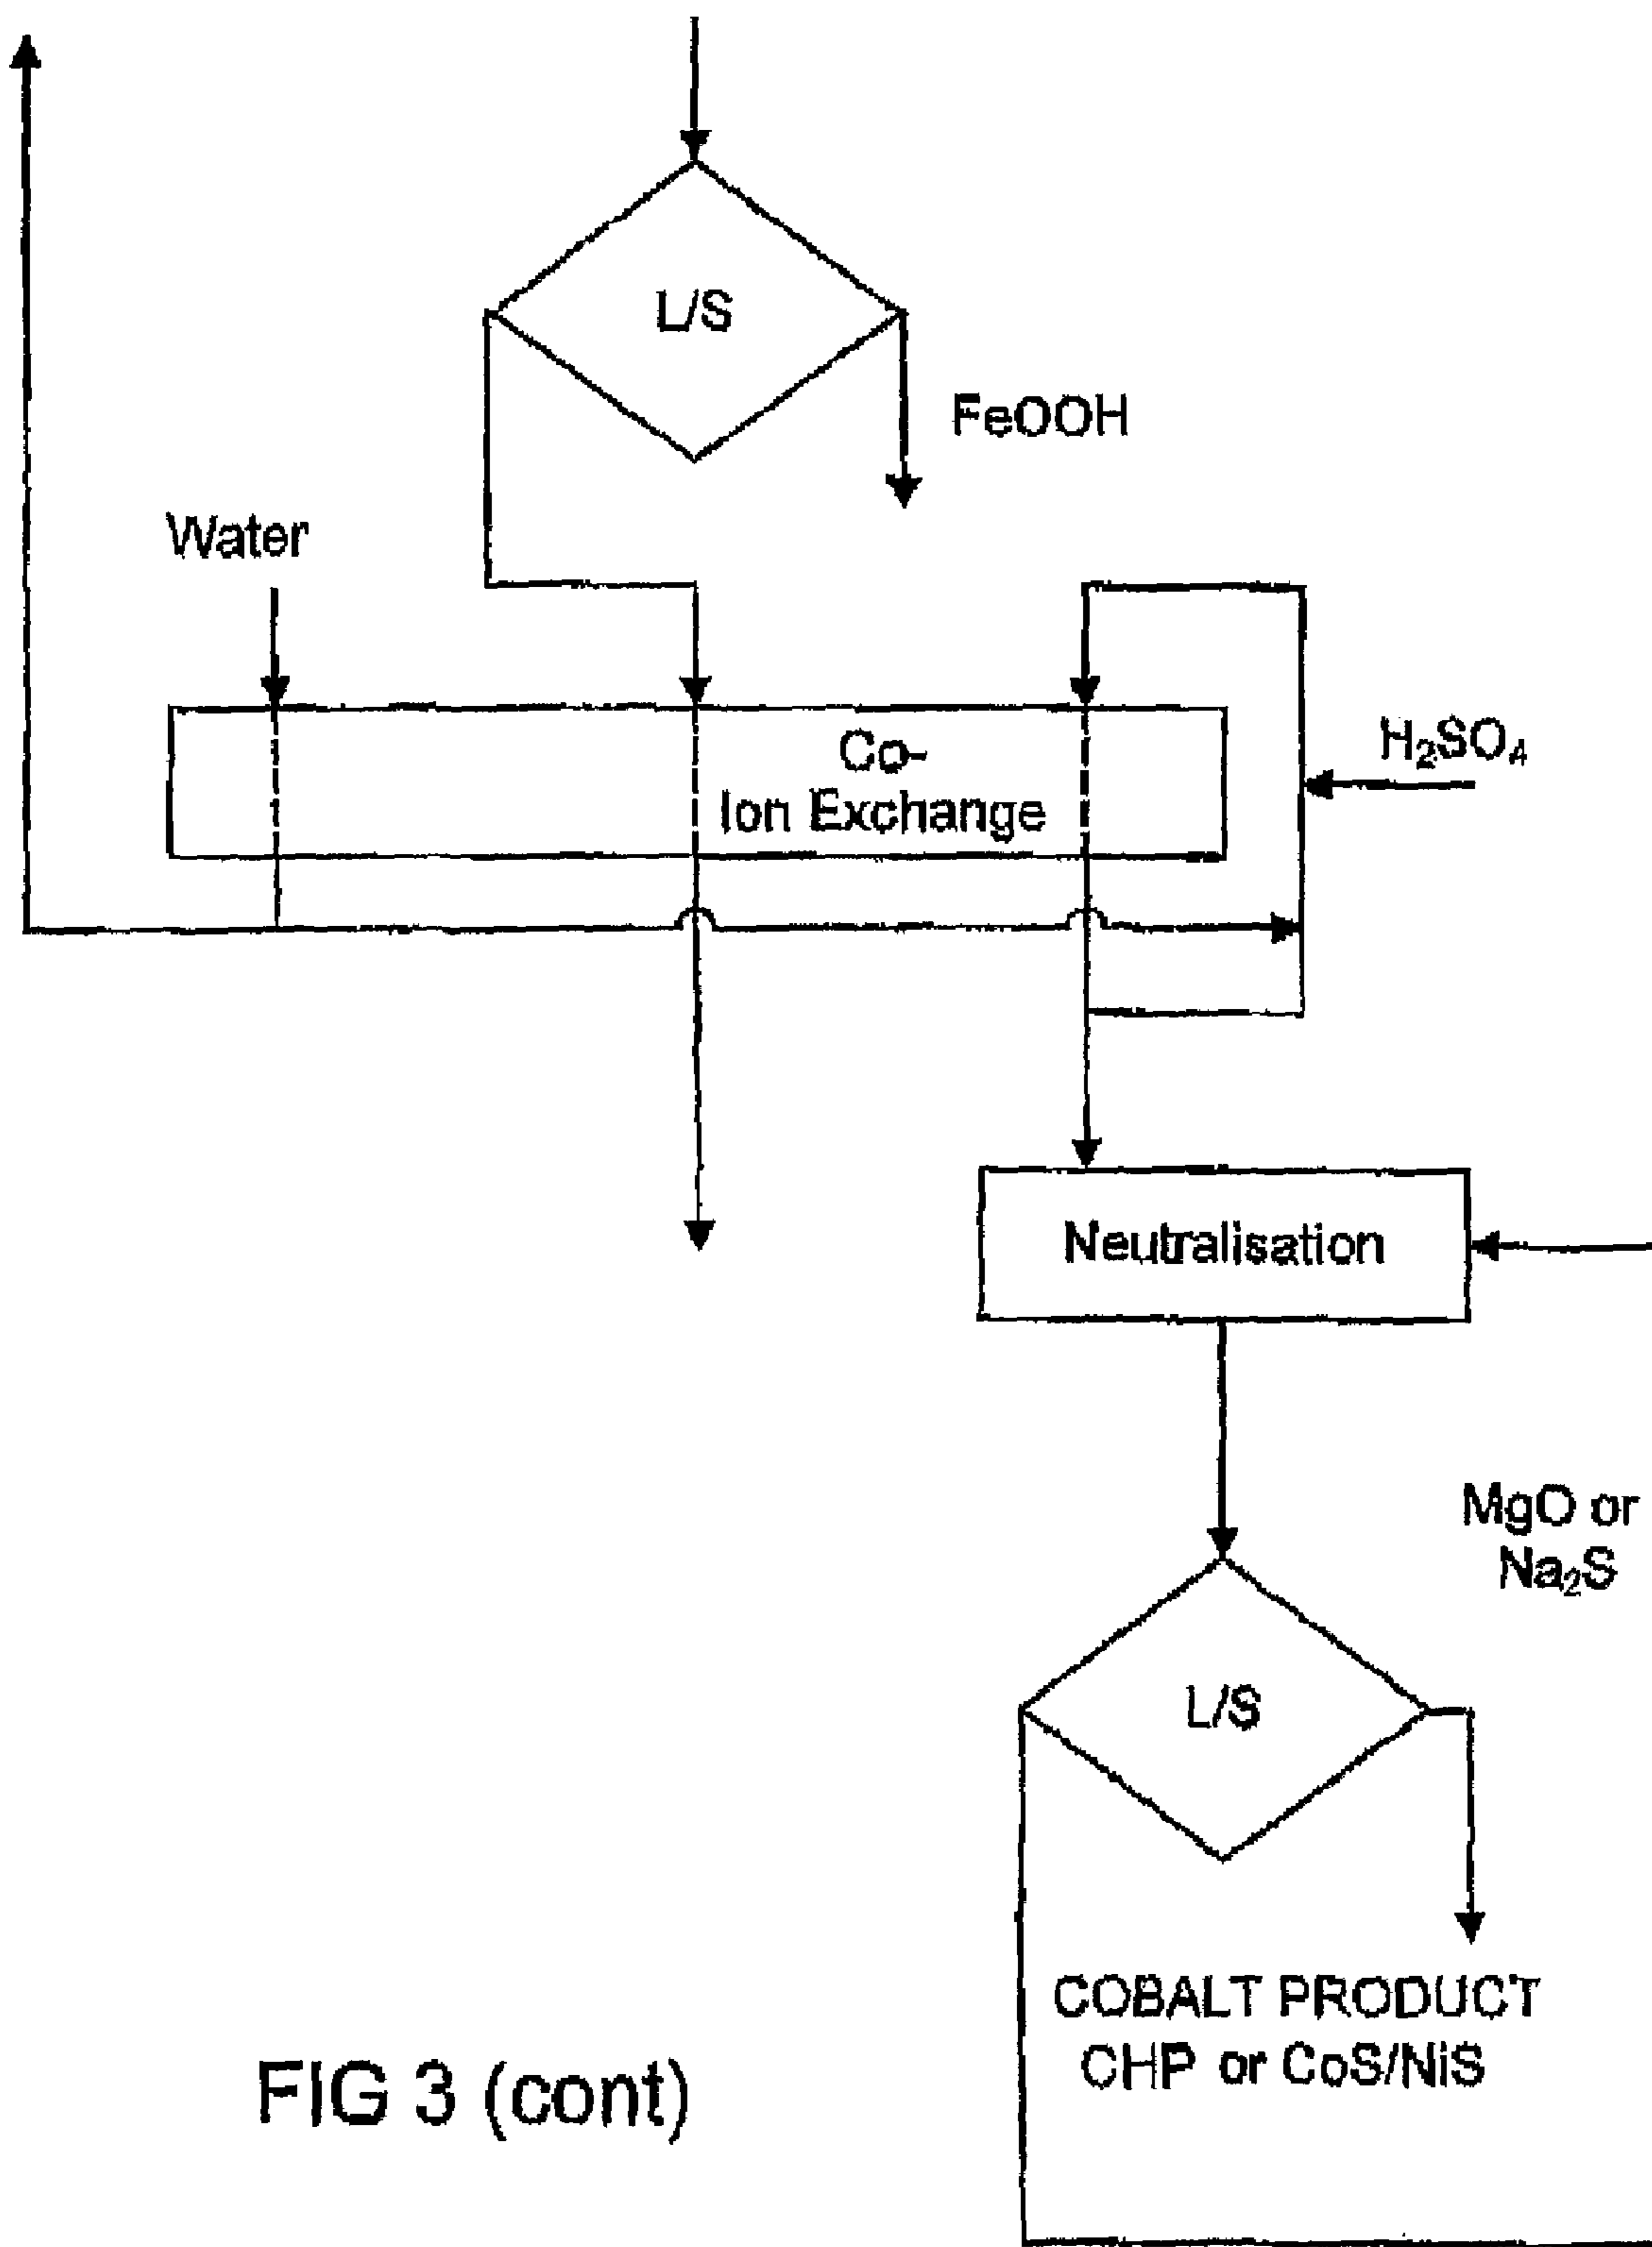 L/S
FeOOH
Water
Co-
Ion Exchange
H₂SO₄
Neutralisation
MgO or
Na₂S
L/S
COBALT PRODUCT
CHP or CoS/NiS
FIG 3 (cont)